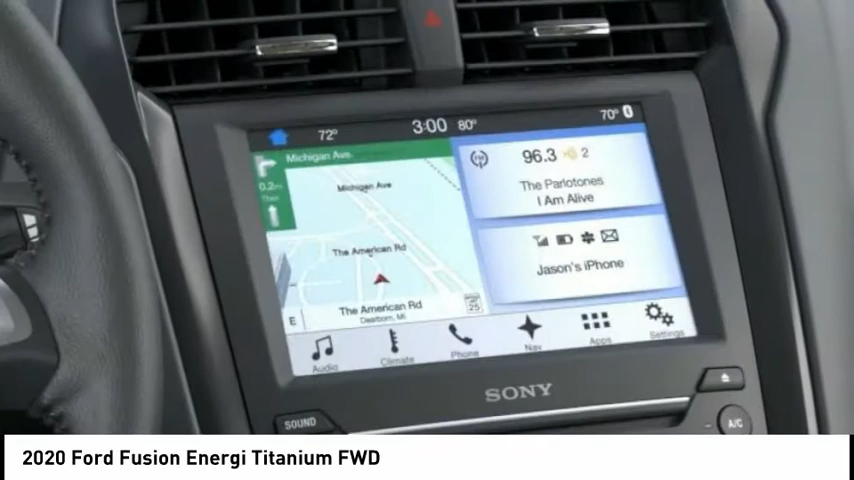 72° 3:00 80° 70°
Michigan Ave.
0.2m
Then
Michigan Ave
The American Rd
The American Rd
Dearborn, MI
E
25
FM 96.3 2
The Parlotones
I Am Alive
Jason's iPhone
Audio Climate Phone Nav Apps Settings
SONY
SOUND
A/C
2020 Ford Fusion Energi Titanium FWD